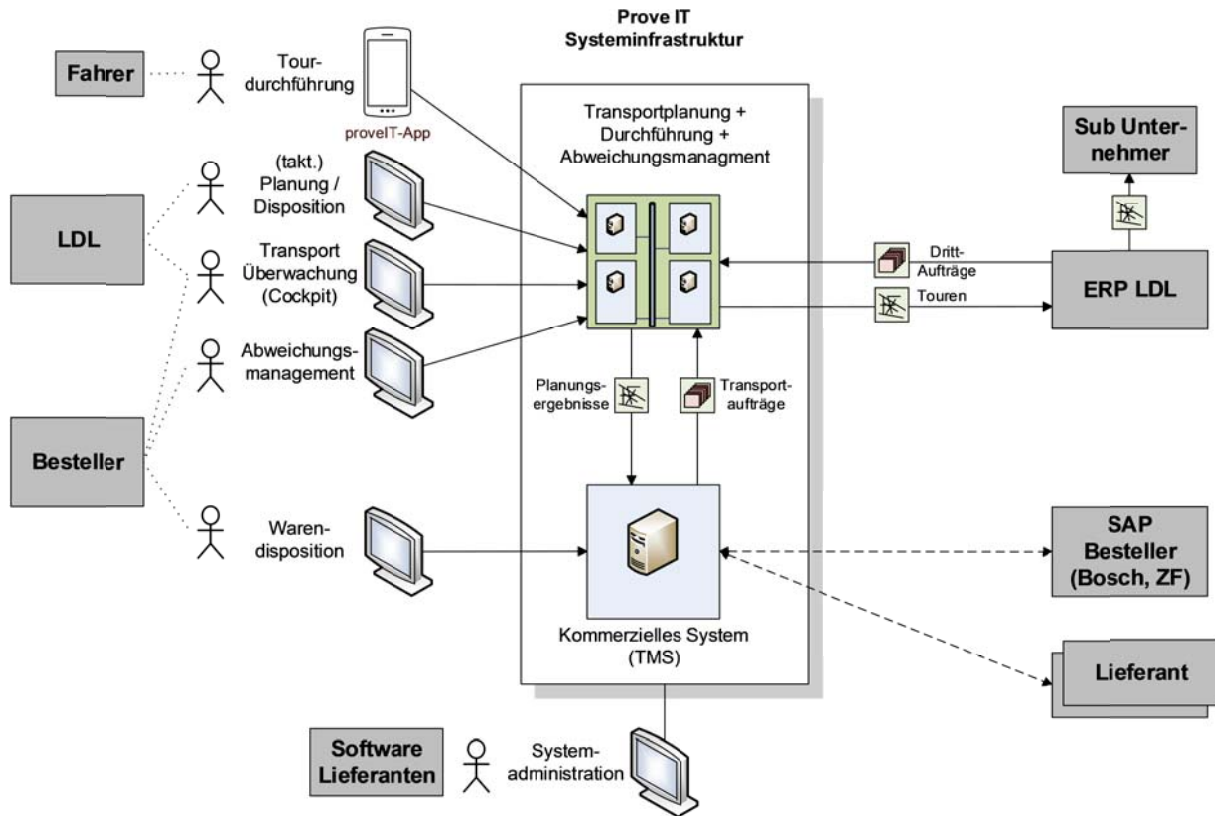 Prove IT
Systeminfrastruktur
Fahrer
Tour-
durchführung
proveIT-App
Transportplanung +
Durchführung +
Abweichungsmanagment
Sub Unter-
nehmer
(takt.)
Planung /
Disposition
LDL
Transport
Überwachung
(Cockpit)
Dritt-
Aufträge
Touren
ERP LDL
Abweichungs-
management
Planungs-
ergebnisse
Transport-
aufträge
Besteller
Waren-
disposition
SAP
Besteller
(Bosch, ZF)
Kommerzielles System
(TMS)
Lieferant
Software
Lieferanten
System-
administration